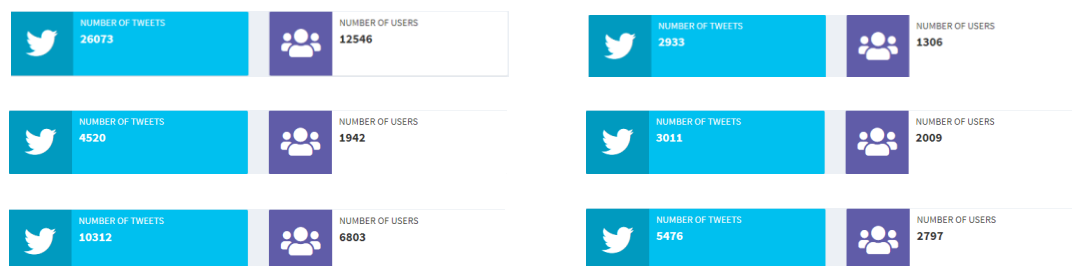 NUMBER OF TWEETS
26073
NUMBER OF USERS
12546
NUMBER OF TWEETS
2933
NUMBER OF USERS
1306
NUMBER OF TWEETS
4520
NUMBER OF USERS
1942
NUMBER OF TWEETS
3011
NUMBER OF USERS
2009
NUMBER OF TWEETS
10312
NUMBER OF USERS
6803
NUMBER OF TWEETS
5476
NUMBER OF USERS
2797